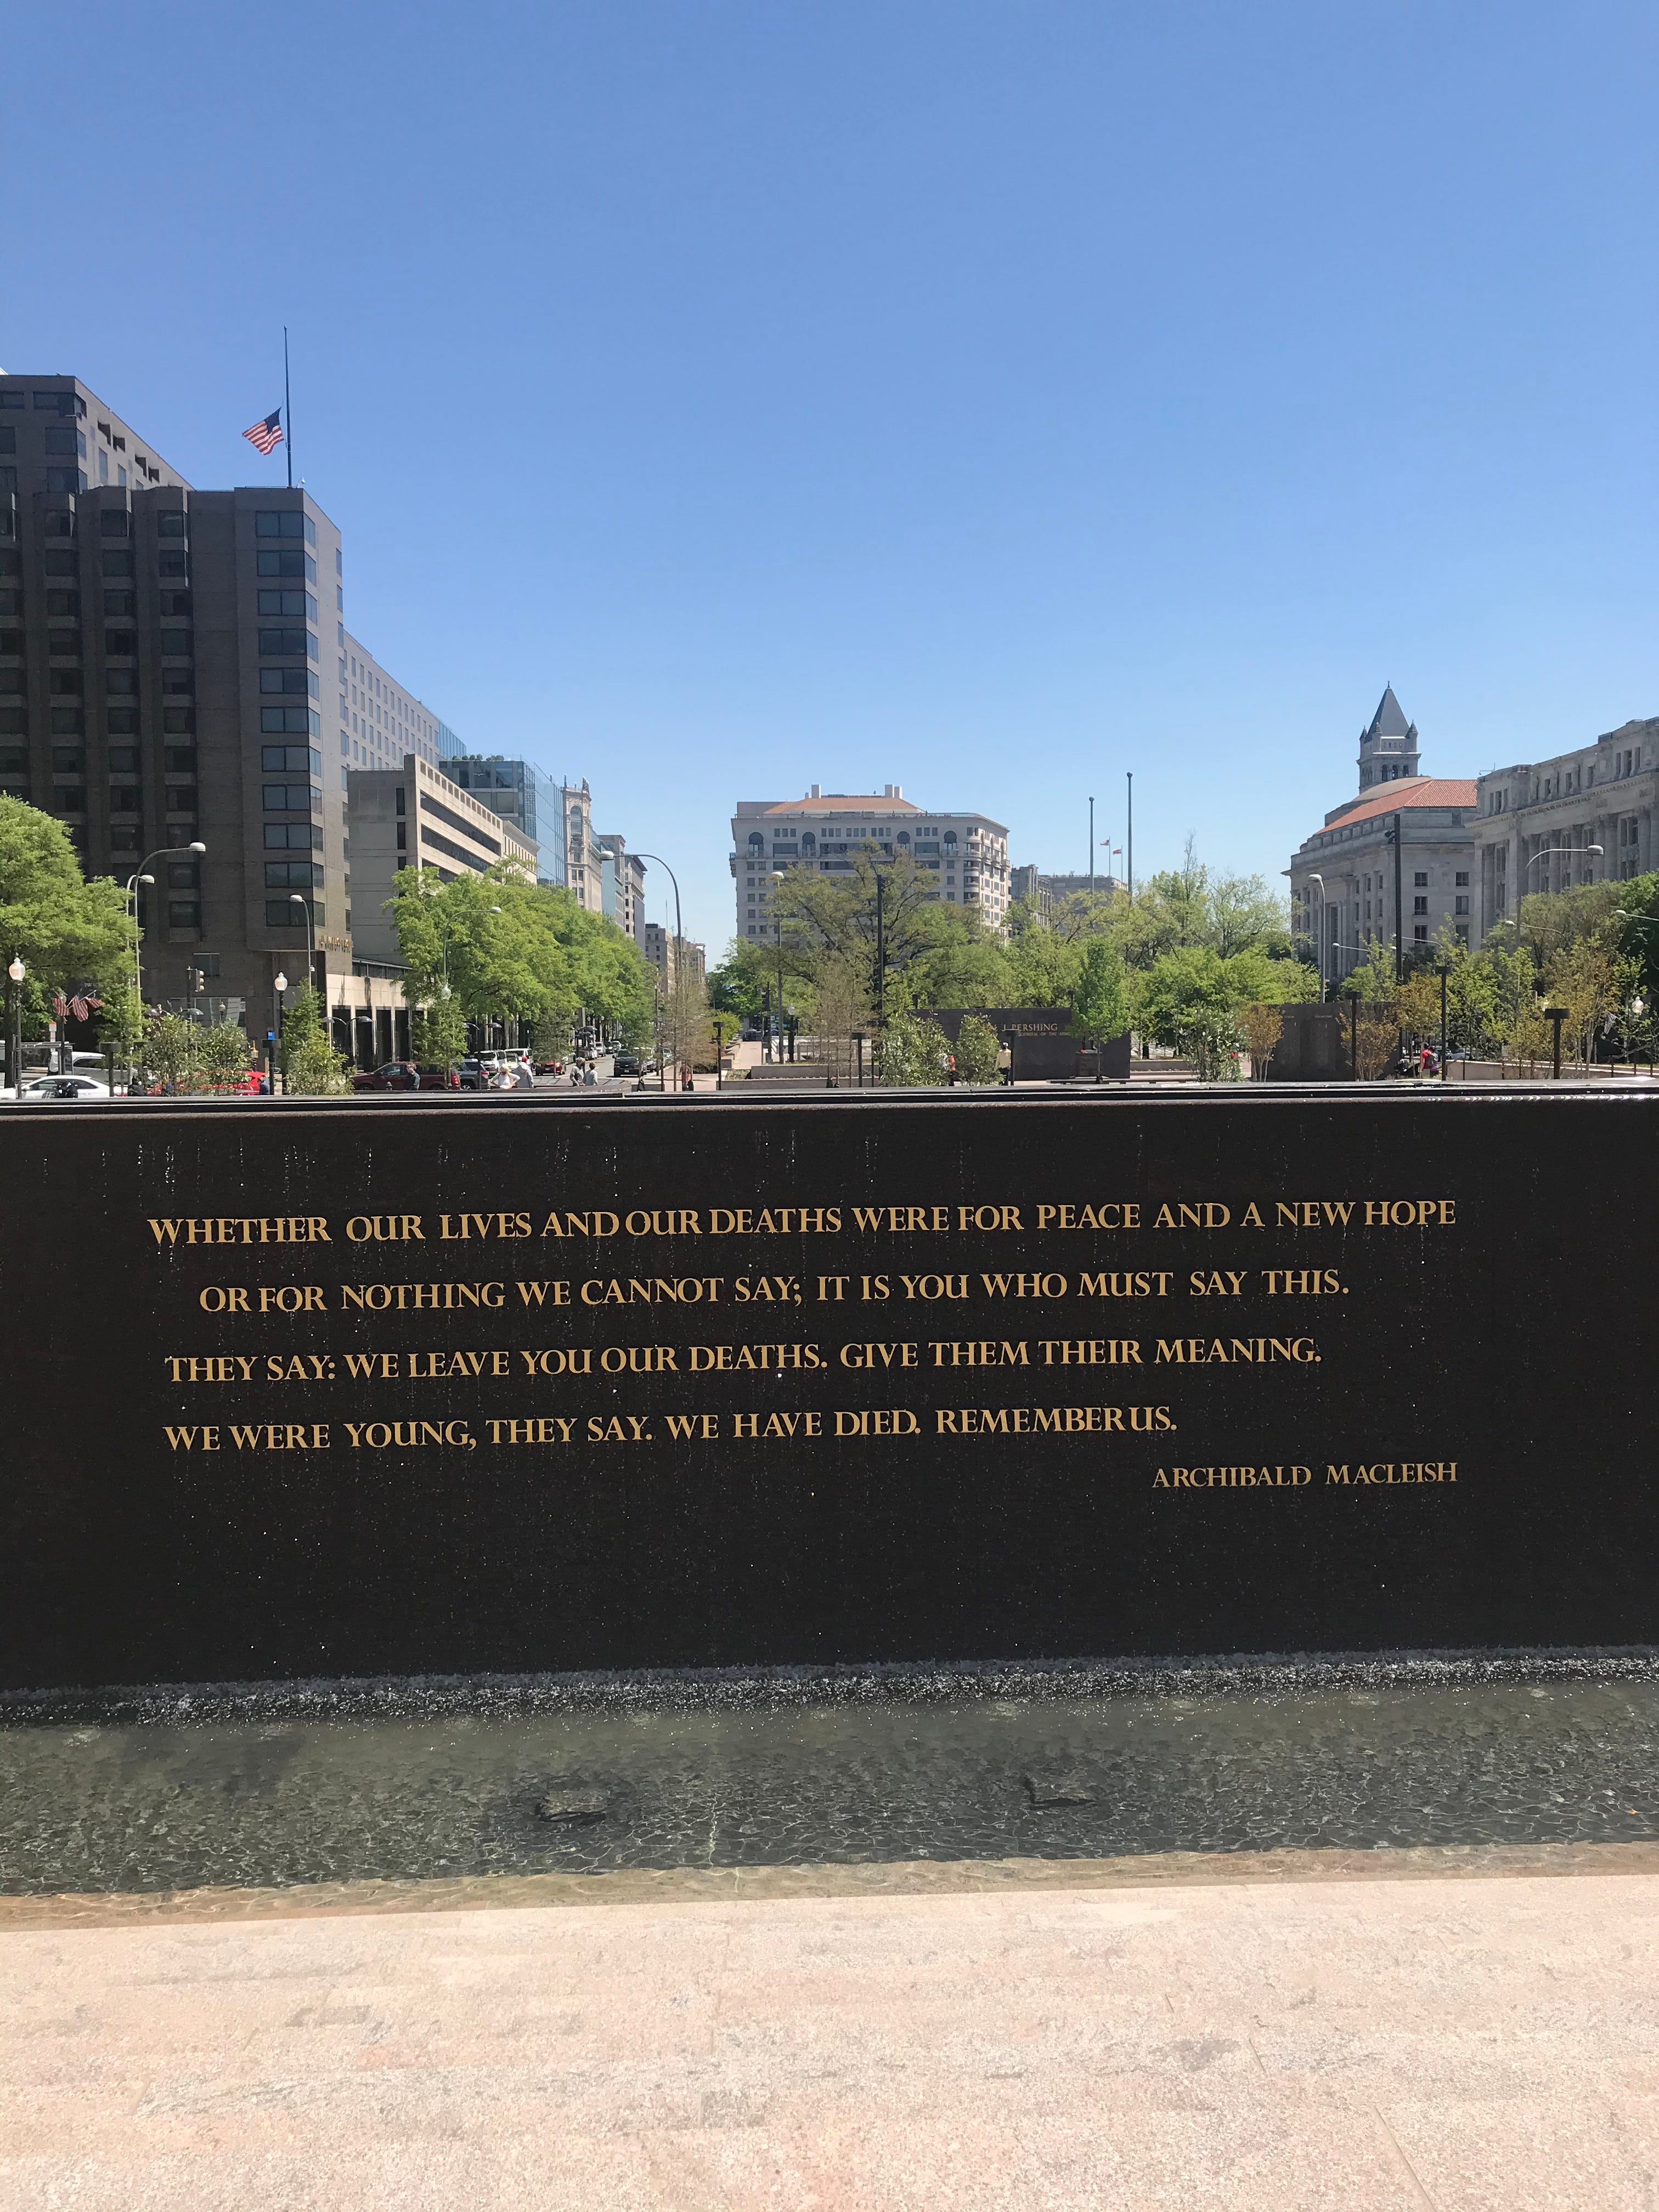 J. PERSHING
WHETHER OUR LIVES AND OUR DEATHS WERE FOR PEACE AND A NEW HOPE
OR FOR NOTHING WE CANNOT SAY; IT IS YOU WHO MUST SAY THIS.
THEY SAY: WE LEAVE YOU OUR DEATHS. GIVE THEM THEIR MEANING.
WE WERE YOUNG, THEY SAY. WE HAVE DIED. REMEMBER US.
ARCHIBALD MACLEISH